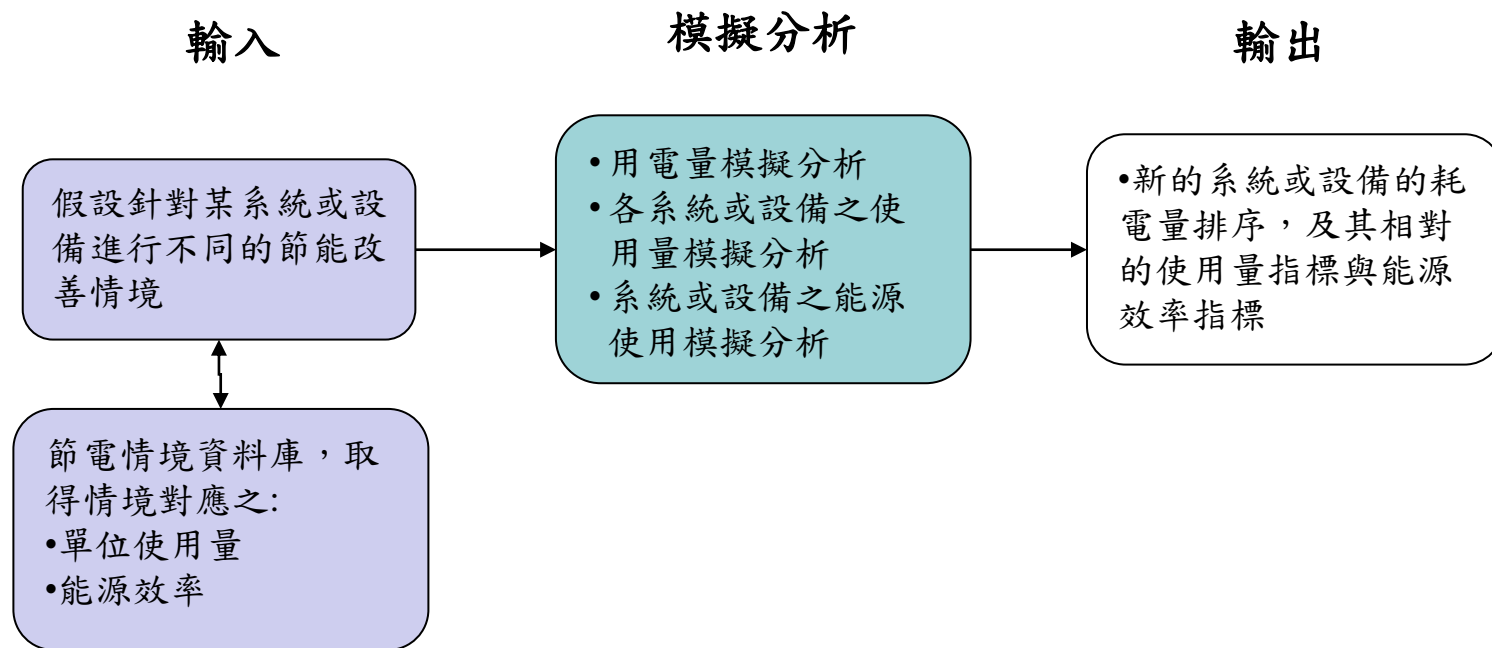 輸入
模擬分析
輸出
假設針對某系統或設
備進行不同的節能改
善情境
節電情境資料庫，取
得情境對應之:
•單位使用量
•能源效率
•用電量模擬分析
•各系統或設備之使
用量模擬分析
•系統或設備之能源
使用模擬分析
•新的系統或設備的耗
電量排序，及其相對
的使用量指標與能源
效率指標